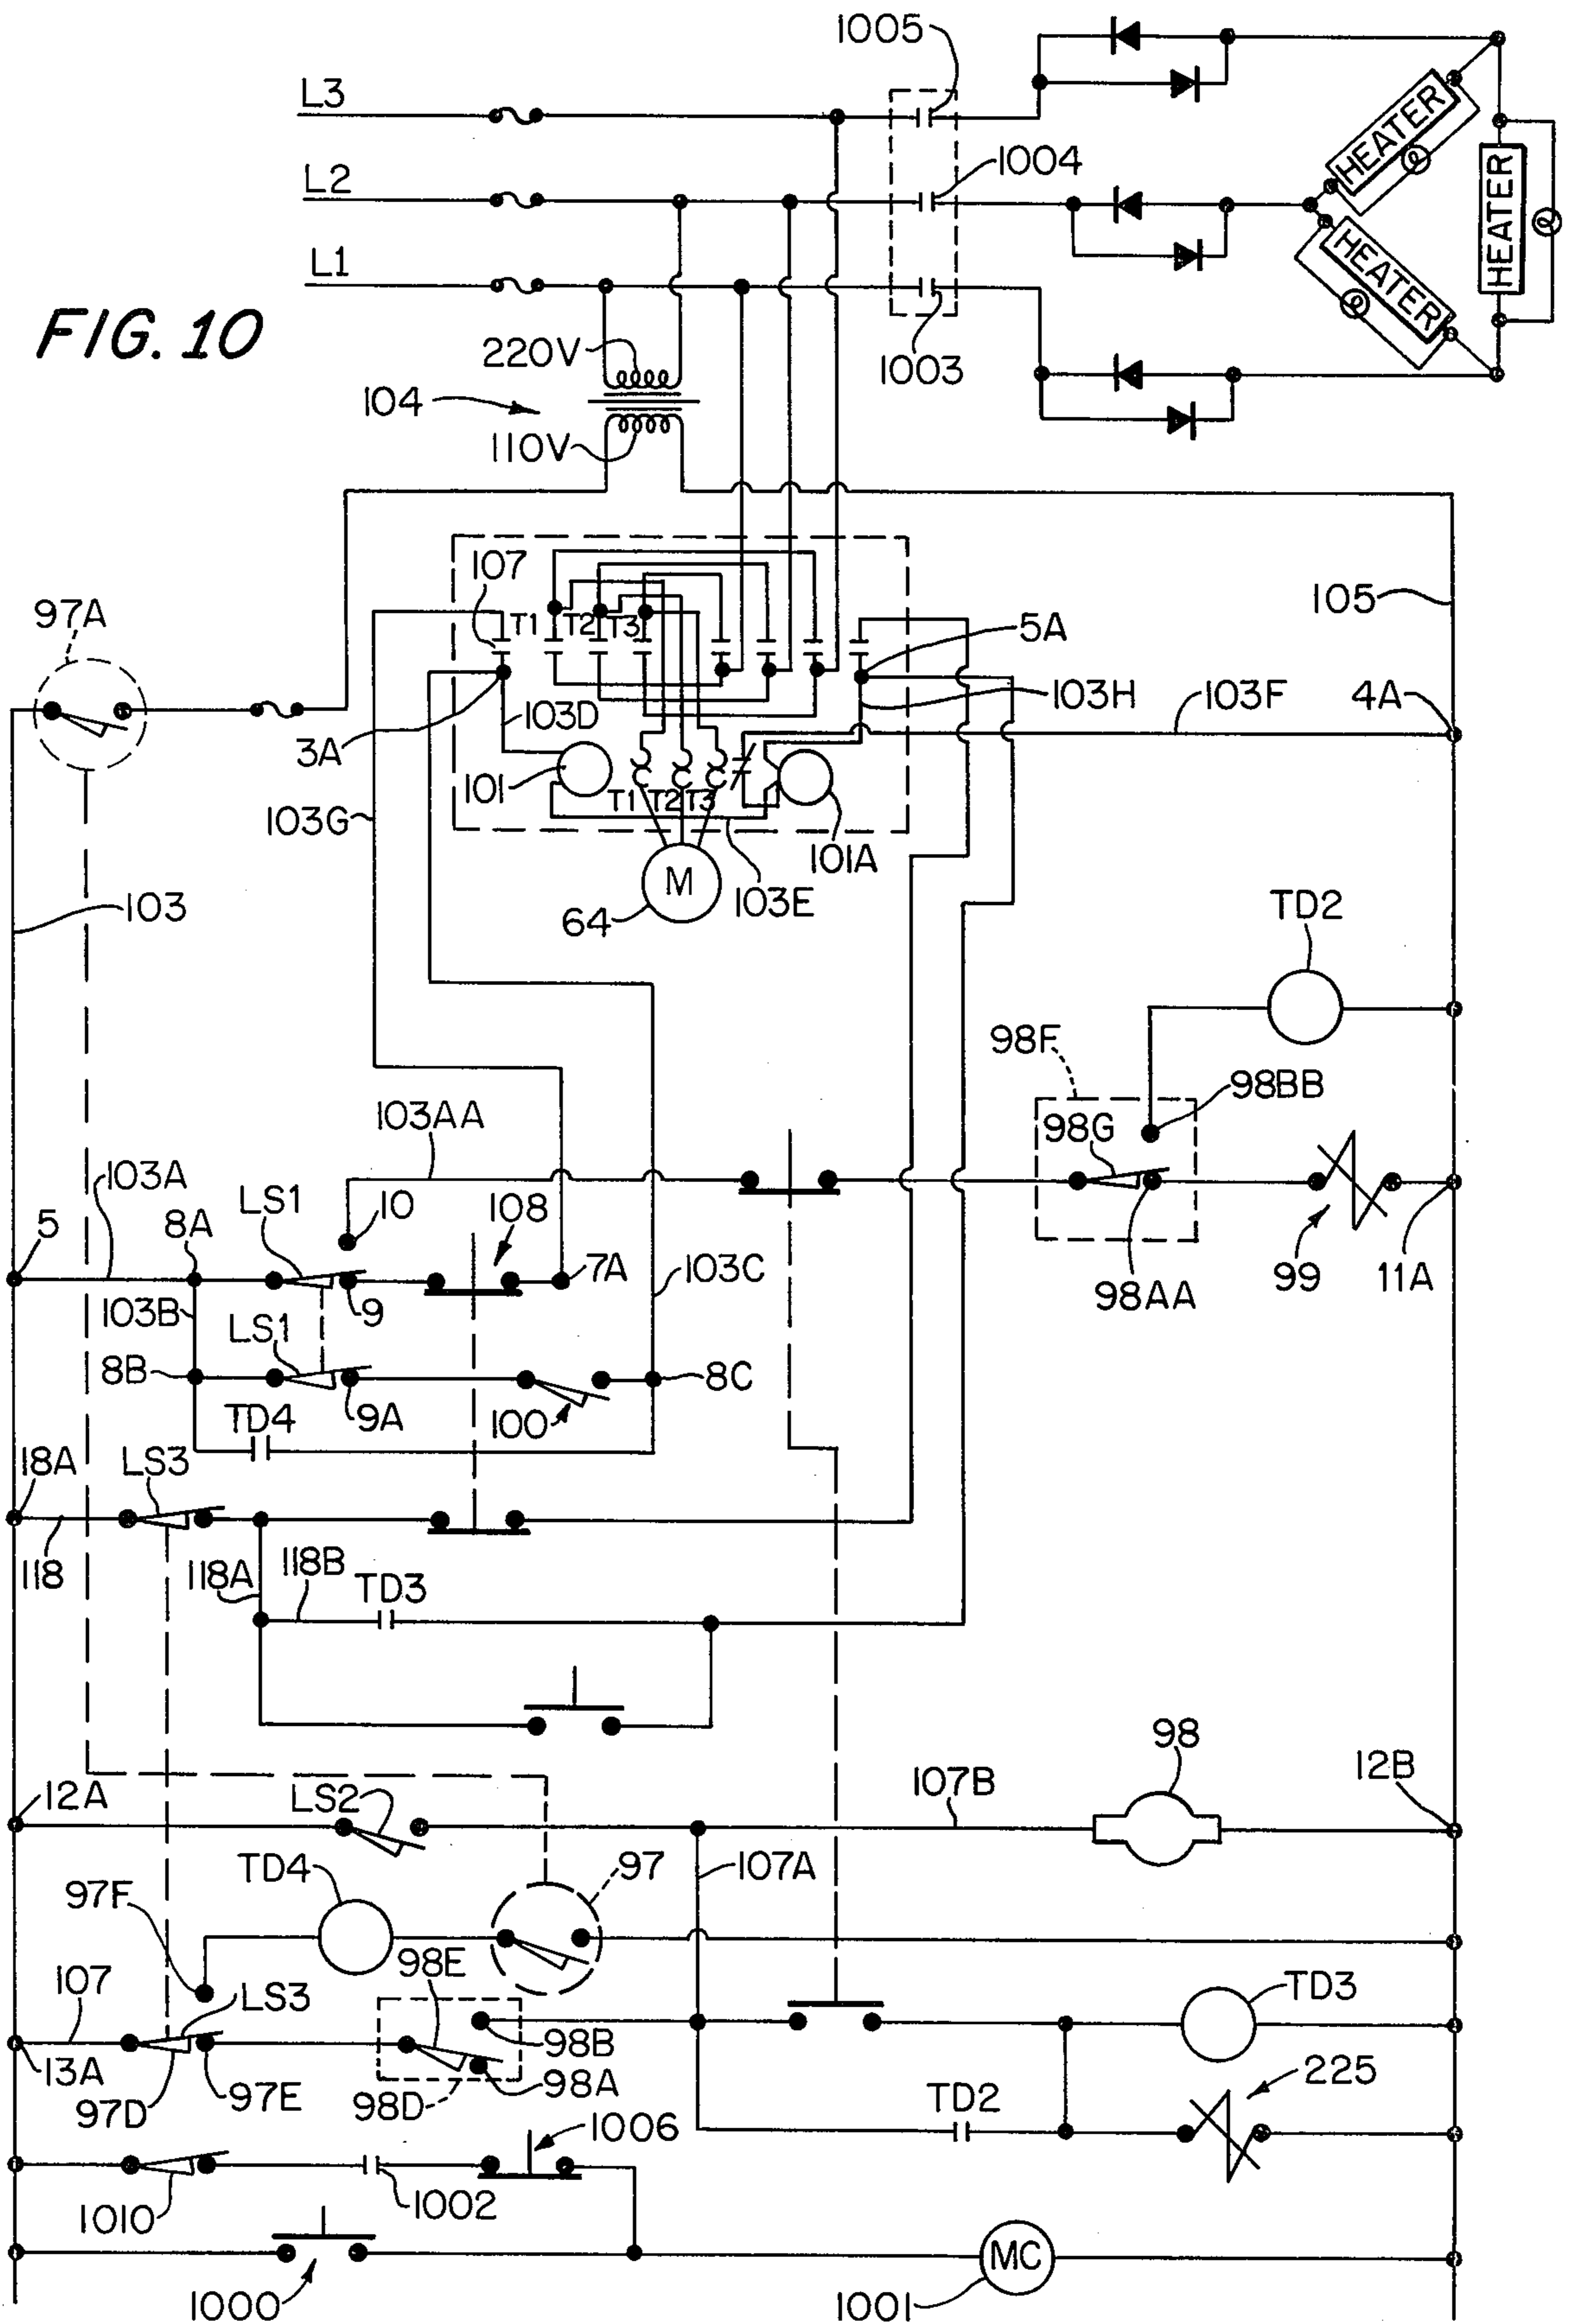 1005
L3
HEATER
1004
L2
HEATER
L1
HEATER
FIG. 10
220V
1003
104
110V
107
105
97A
T1 T2 T3
5A
103H
103F
4A
103D
3A
101
T1 T2 T3
103G
101A
M
103
64
103E
TD2
98F
98BB
103AA
98G
103A
LS1
10
108
5
8A
7A
103C
99
11A
103B
9
98AA
LS1
8B
8C
TD4
9A
100
18A
LS3
118
118A
118B
TD3
98
12A
LS2
107B
12B
TD4
97
107A
97F
98E
107
LS3
TD3
98B
13A
97E
98A
225
97D
98D
TD2
1006
1010
1002
MC
1000
1001